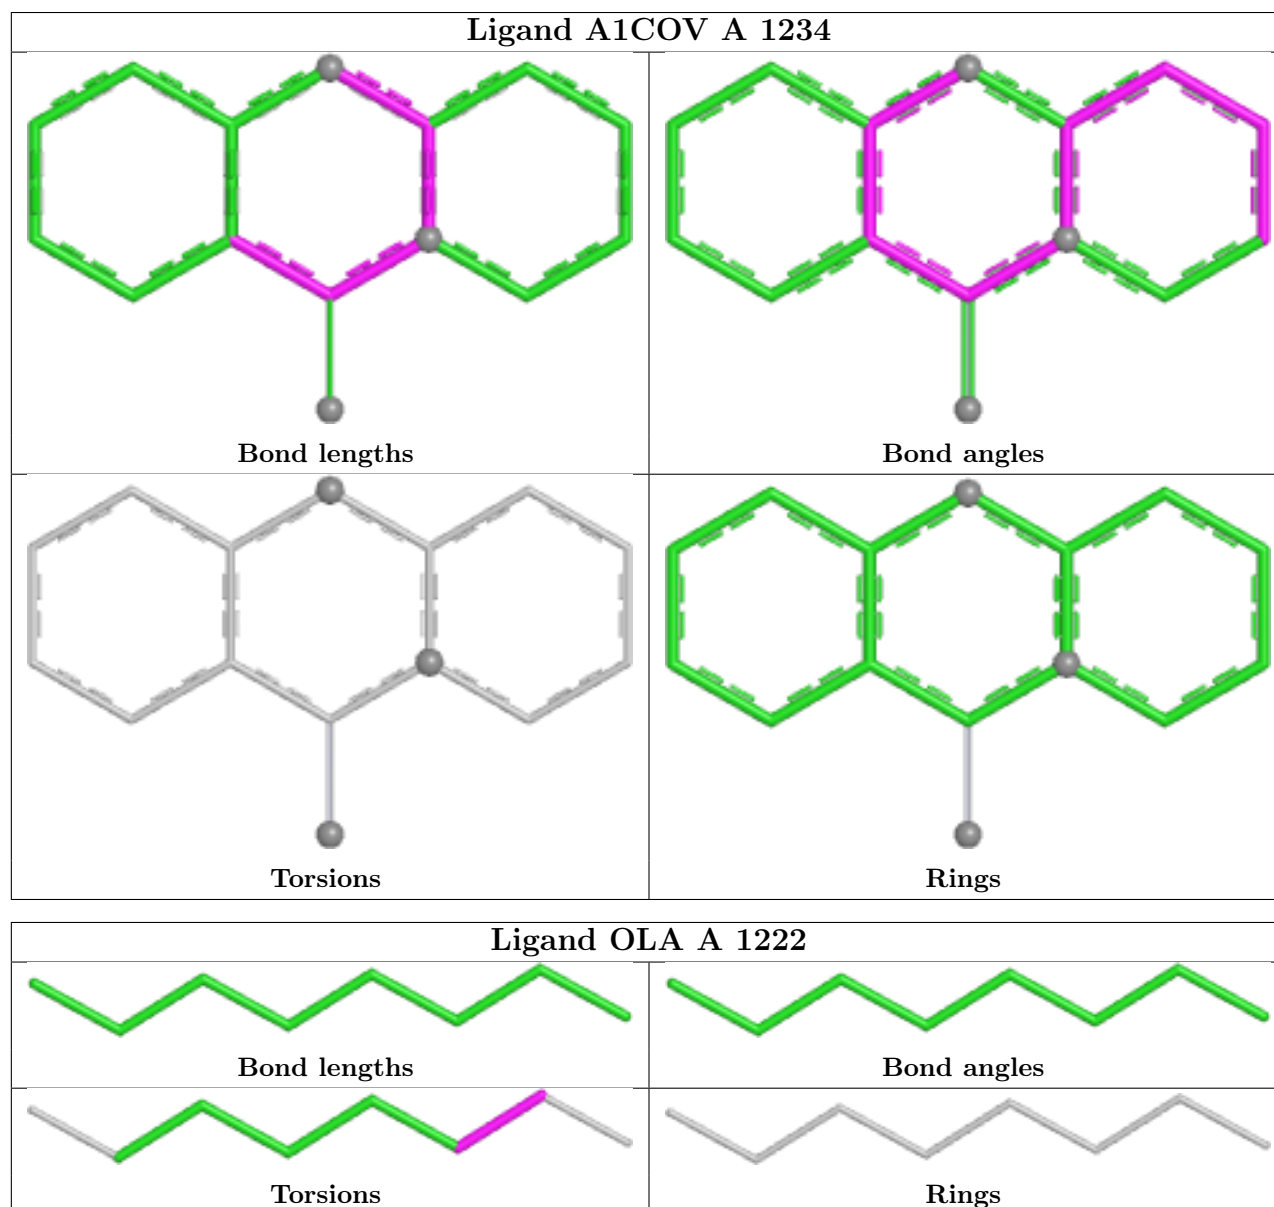 Ligand A1COV A 1234
Bond lengths
Bond angles
Torsions
Rings
Ligand OLA A 1222
Bond lengths
Bond angles
Torsions
Rings